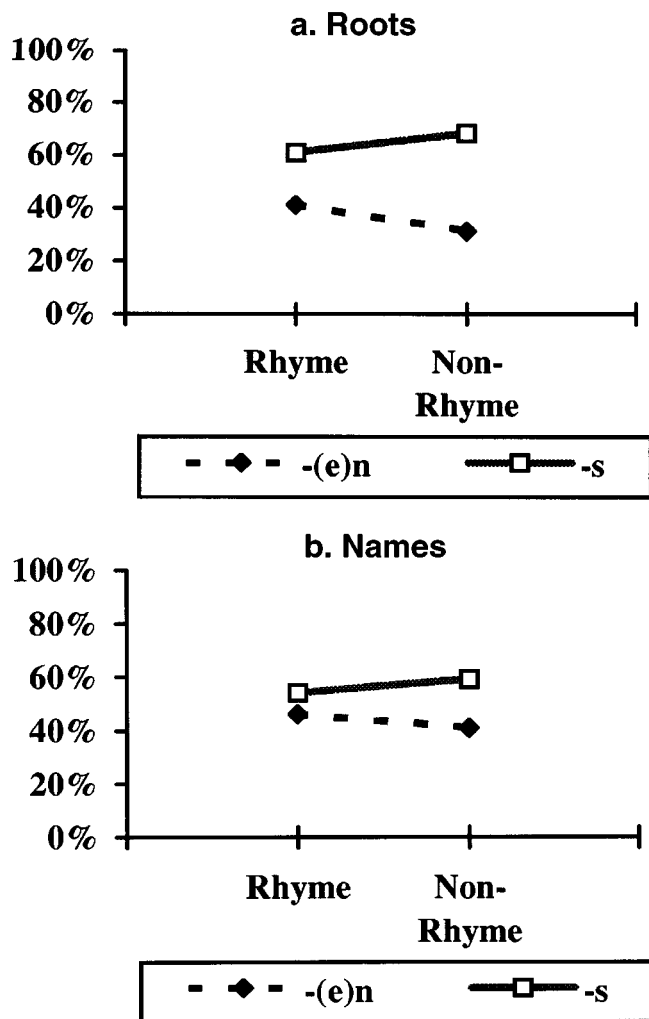 a. Roots
100%
80%
60%
40%
20%
0%
Rhyme Non-
Rhyme
-(e)n -s
b. Names
100%
80%
60%
40%
20%
0%
Rhyme Non-
Rhyme
-(e)n -s